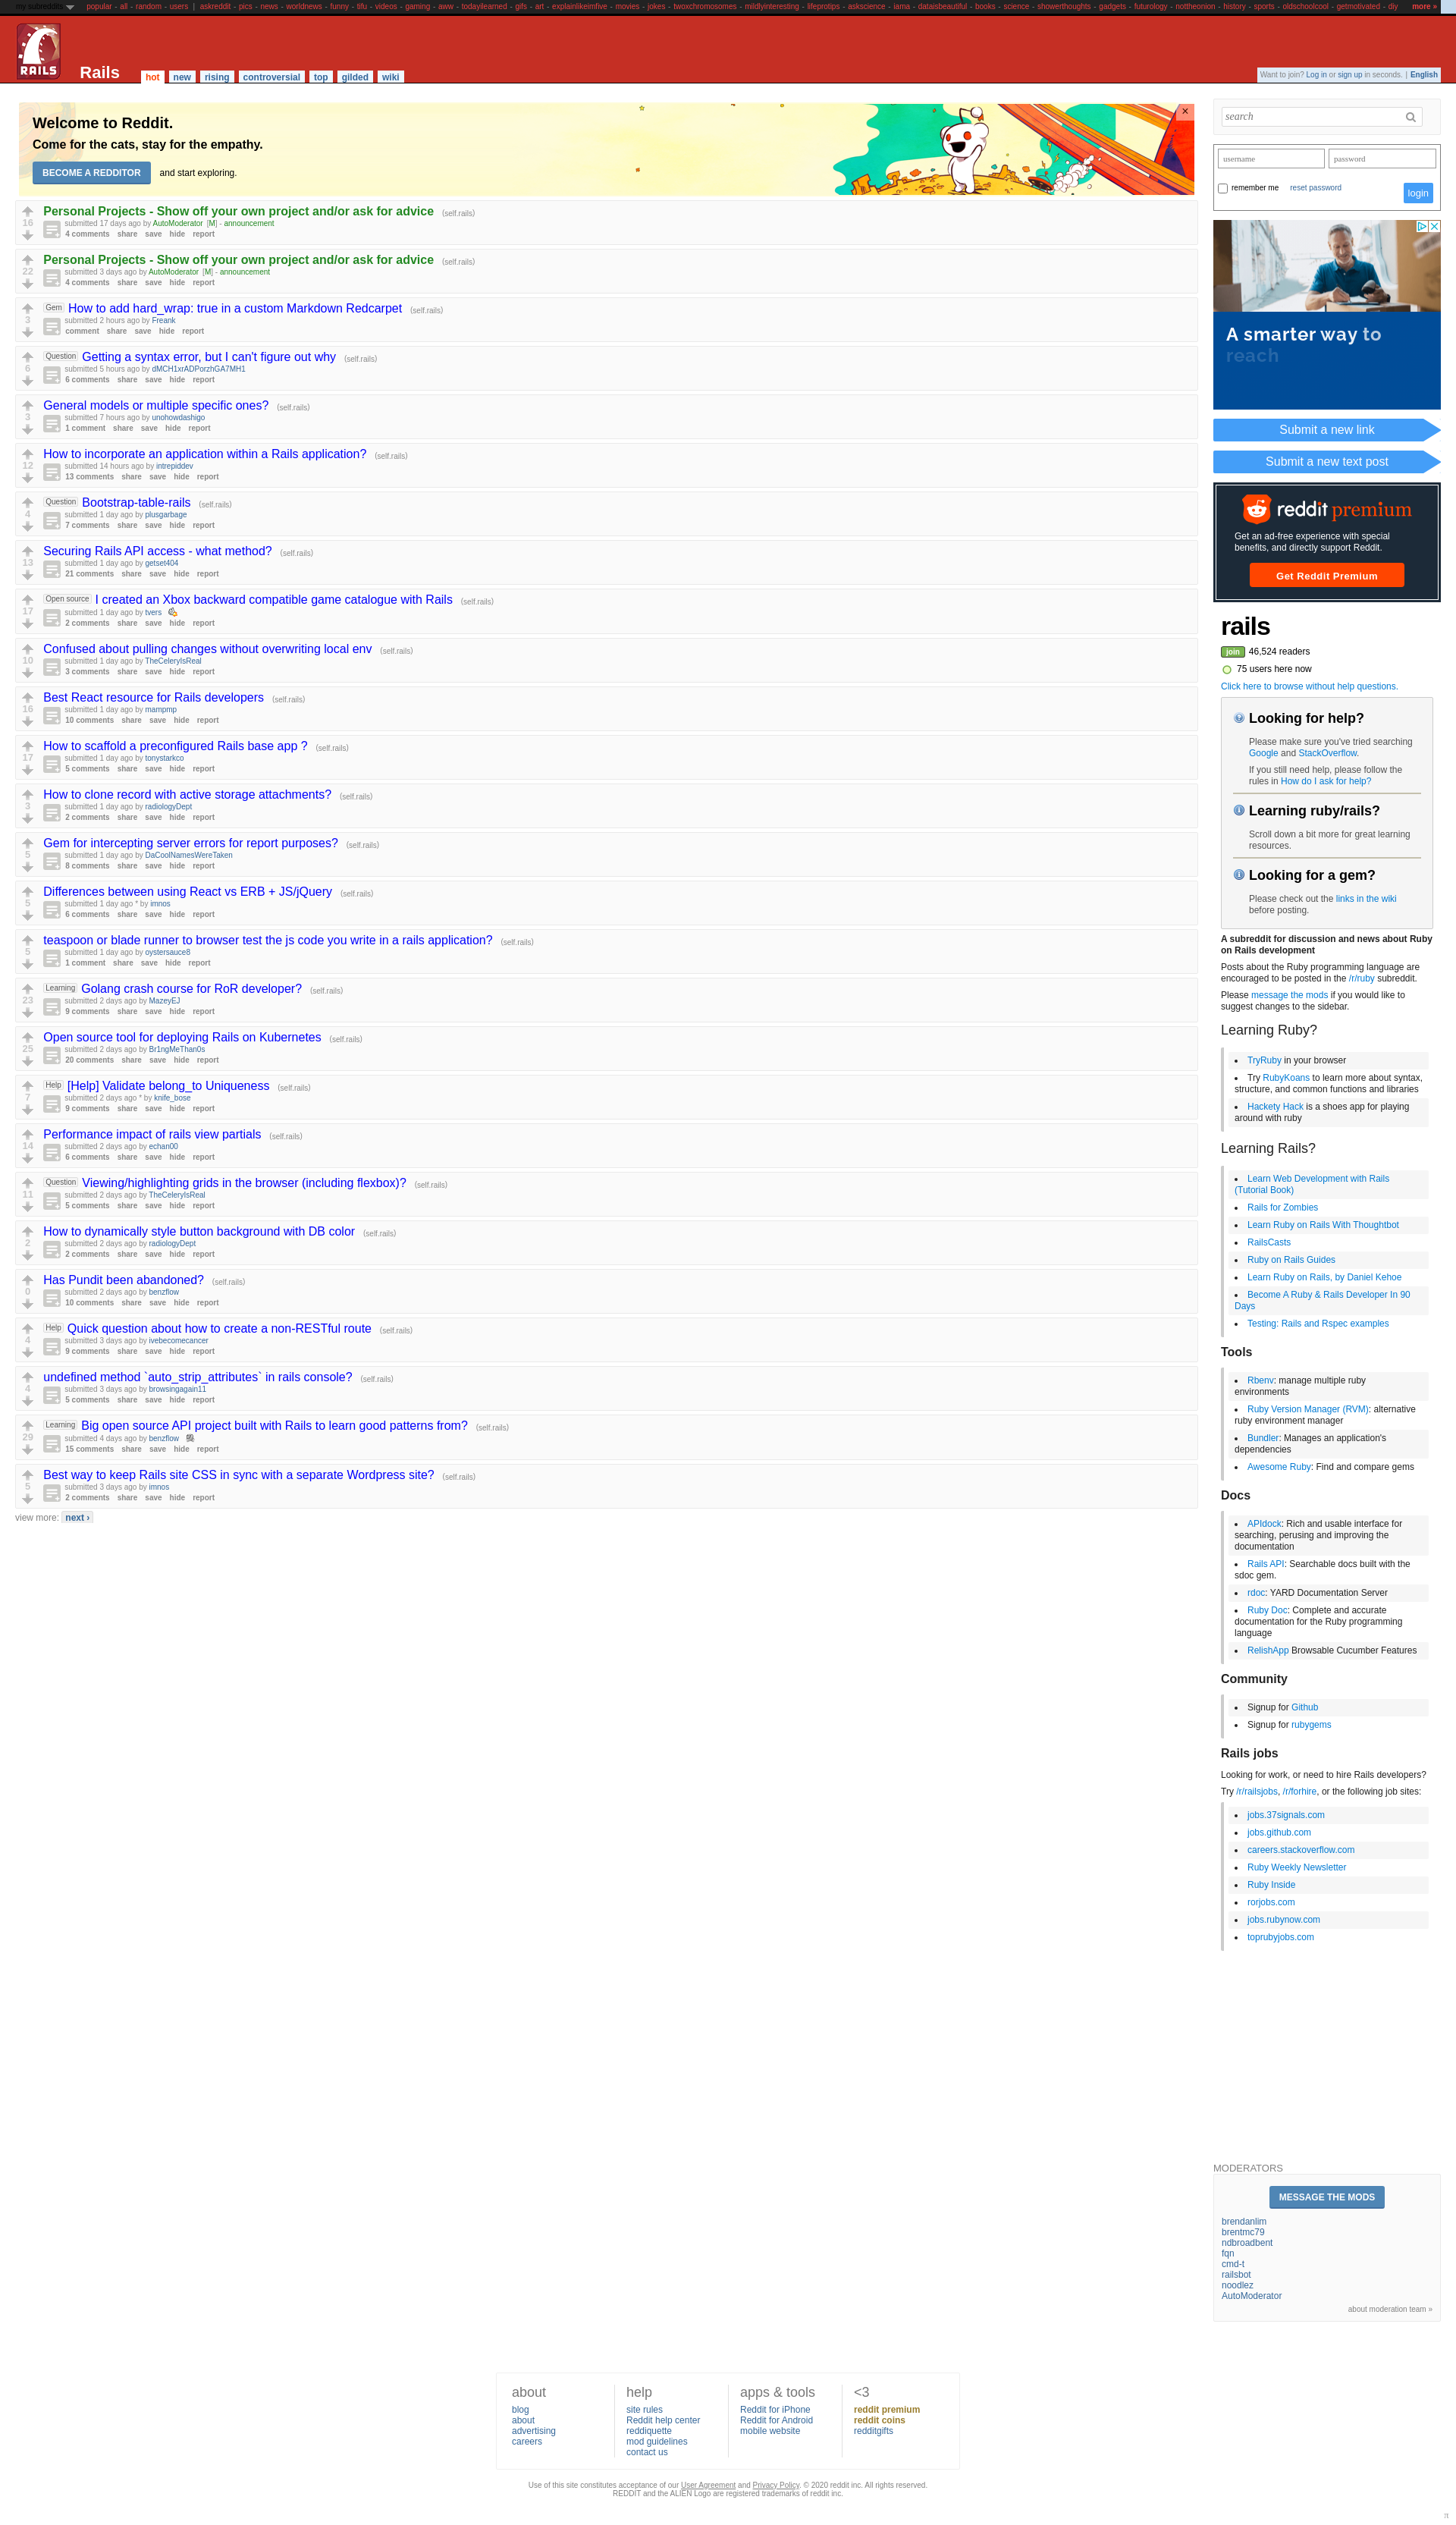 my subreddits popular - all - random - users | askreddit - pics - news - worldnews - funny - tifu - videos - gaming - aww - todayilearned - gifs - art - explainlikeimfive - movies - jokes - twoxchromosomes - mildlyinteresting - lifeprotips - askscience - iama - dataisbeautiful - books - science - showerthoughts - gadgets - futurology - nottheonion - history - sports - oldschoolcool - getmotivated - diy more »
RAILS
Rails hot new rising controversial top gilded wiki
Want to join? Log in or sign up in seconds. | English
Welcome to Reddit.
Come for the cats, stay for the empathy.
BECOME A REDDITOR and start exploring.
×
Personal Projects - Show off your own project and/or ask for advice (self.rails)
16
submitted 17 days ago by AutoModerator [M] - announcement
4 comments share save hide report
Personal Projects - Show off your own project and/or ask for advice (self.rails)
22
submitted 3 days ago by AutoModerator [M] - announcement
4 comments share save hide report
Gem How to add hard_wrap: true in a custom Markdown Redcarpet (self.rails)
3
submitted 2 hours ago by Freank
comment share save hide report
Question Getting a syntax error, but I can't figure out why (self.rails)
6
submitted 5 hours ago by dMCH1xrADPorzhGA7MH1
6 comments share save hide report
General models or multiple specific ones? (self.rails)
3
submitted 7 hours ago by unohowdashigo
1 comment share save hide report
How to incorporate an application within a Rails application? (self.rails)
12
submitted 14 hours ago by intrepiddev
13 comments share save hide report
Question Bootstrap-table-rails (self.rails)
4
submitted 1 day ago by plusgarbage
7 comments share save hide report
Securing Rails API access - what method? (self.rails)
13
submitted 1 day ago by getset404
21 comments share save hide report
Open source I created an Xbox backward compatible game catalogue with Rails (self.rails)
17
submitted 1 day ago by tvers
2 comments share save hide report
Confused about pulling changes without overwriting local env (self.rails)
10
submitted 1 day ago by TheCeleryIsReal
3 comments share save hide report
Best React resource for Rails developers (self.rails)
16
submitted 1 day ago by mampmp
10 comments share save hide report
How to scaffold a preconfigured Rails base app ? (self.rails)
17
submitted 1 day ago by tonystarkco
5 comments share save hide report
How to clone record with active storage attachments? (self.rails)
3
submitted 1 day ago by radiologyDept
2 comments share save hide report
Gem for intercepting server errors for report purposes? (self.rails)
5
submitted 1 day ago by DaCoolNamesWereTaken
8 comments share save hide report
Differences between using React vs ERB + JS/jQuery (self.rails)
5
submitted 1 day ago * by imnos
6 comments share save hide report
teaspoon or blade runner to browser test the js code you write in a rails application? (self.rails)
5
submitted 1 day ago by oystersauce8
1 comment share save hide report
Learning Golang crash course for RoR developer? (self.rails)
23
submitted 2 days ago by MazeyEJ
9 comments share save hide report
Open source tool for deploying Rails on Kubernetes (self.rails)
25
submitted 2 days ago by Br1ngMeThan0s
20 comments share save hide report
Help [Help] Validate belong_to Uniqueness (self.rails)
7
submitted 2 days ago * by knife_bose
9 comments share save hide report
Performance impact of rails view partials (self.rails)
14
submitted 2 days ago by echan00
6 comments share save hide report
Question Viewing/highlighting grids in the browser (including flexbox)? (self.rails)
11
submitted 2 days ago by TheCeleryIsReal
5 comments share save hide report
How to dynamically style button background with DB color (self.rails)
2
submitted 2 days ago by radiologyDept
2 comments share save hide report
Has Pundit been abandoned? (self.rails)
0
submitted 2 days ago by benzflow
10 comments share save hide report
Help Quick question about how to create a non-RESTful route (self.rails)
4
submitted 3 days ago by ivebecomecancer
9 comments share save hide report
undefined method `auto_strip_attributes` in rails console? (self.rails)
4
submitted 3 days ago by browsingagain11
5 comments share save hide report
Learning Big open source API project built with Rails to learn good patterns from? (self.rails)
29
submitted 4 days ago by benzflow
15 comments share save hide report
Best way to keep Rails site CSS in sync with a separate Wordpress site? (self.rails)
5
submitted 3 days ago by imnos
2 comments share save hide report
view more: next ›
search
username password
remember me reset password login
A smarter way to
reach
Submit a new link
Submit a new text post
reddit premium
Get an ad-free experience with special
benefits, and directly support Reddit.
Get Reddit Premium
rails
join 46,524 readers
75 users here now
Click here to browse without help questions.
Looking for help?
Please make sure you've tried searching
Google and StackOverflow.
If you still need help, please follow the
rules in How do I ask for help?
Learning ruby/rails?
Scroll down a bit more for great learning
resources.
Looking for a gem?
Please check out the links in the wiki
before posting.
A subreddit for discussion and news about Ruby
on Rails development
Posts about the Ruby programming language are
encouraged to be posted in the /r/ruby subreddit.
Please message the mods if you would like to
suggest changes to the sidebar.
Learning Ruby?
• TryRuby in your browser
• Try RubyKoans to learn more about syntax,
structure, and common functions and libraries
• Hackety Hack is a shoes app for playing
around with ruby
Learning Rails?
• Learn Web Development with Rails
(Tutorial Book)
• Rails for Zombies
• Learn Ruby on Rails With Thoughtbot
• RailsCasts
• Ruby on Rails Guides
• Learn Ruby on Rails, by Daniel Kehoe
• Become A Ruby & Rails Developer In 90
Days
• Testing: Rails and Rspec examples
Tools
• Rbenv: manage multiple ruby
environments
• Ruby Version Manager (RVM): alternative
ruby environment manager
• Bundler: Manages an application's
dependencies
• Awesome Ruby: Find and compare gems
Docs
• APIdock: Rich and usable interface for
searching, perusing and improving the
documentation
• Rails API: Searchable docs built with the
sdoc gem.
• rdoc: YARD Documentation Server
• Ruby Doc: Complete and accurate
documentation for the Ruby programming
language
• RelishApp Browsable Cucumber Features
Community
• Signup for Github
• Signup for rubygems
Rails jobs
Looking for work, or need to hire Rails developers?
Try /r/railsjobs, /r/forhire, or the following job sites:
• jobs.37signals.com
• jobs.github.com
• careers.stackoverflow.com
• Ruby Weekly Newsletter
• Ruby Inside
• rorjobs.com
• jobs.rubynow.com
• toprubyjobs.com
MODERATORS
MESSAGE THE MODS
brendanlim
brentmc79
ndbroadbent
fqn
cmd-t
railsbot
noodlez
AutoModerator
about moderation team »
about
blog
about
advertising
careers
help
site rules
Reddit help center
reddiquette
mod guidelines
contact us
apps & tools
Reddit for iPhone
Reddit for Android
mobile website
<3
reddit premium
reddit coins
redditgifts
Use of this site constitutes acceptance of our User Agreement and Privacy Policy. © 2020 reddit inc. All rights reserved.
REDDIT and the ALIEN Logo are registered trademarks of reddit inc.
π